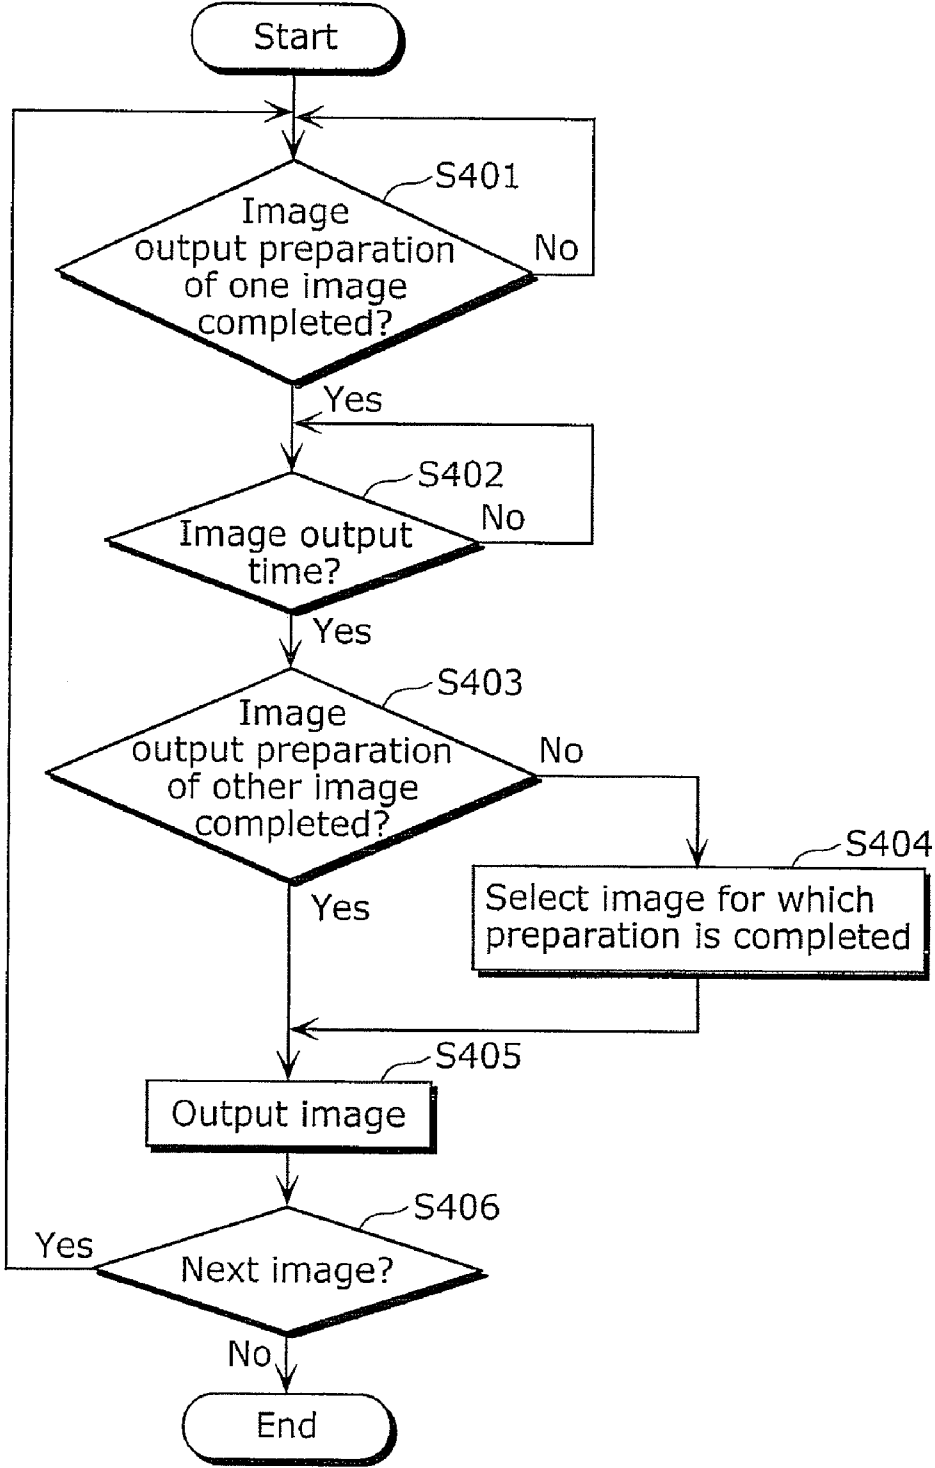 Start
S401
Image
output preparation
of one image
completed?
No
Yes
S402
Image output
time?
No
Yes
S403
Image
output preparation
of other image
completed?
No
Yes
S404
Select image for which
preparation is completed
S405
Output image
S406
Next image?
Yes
No
End